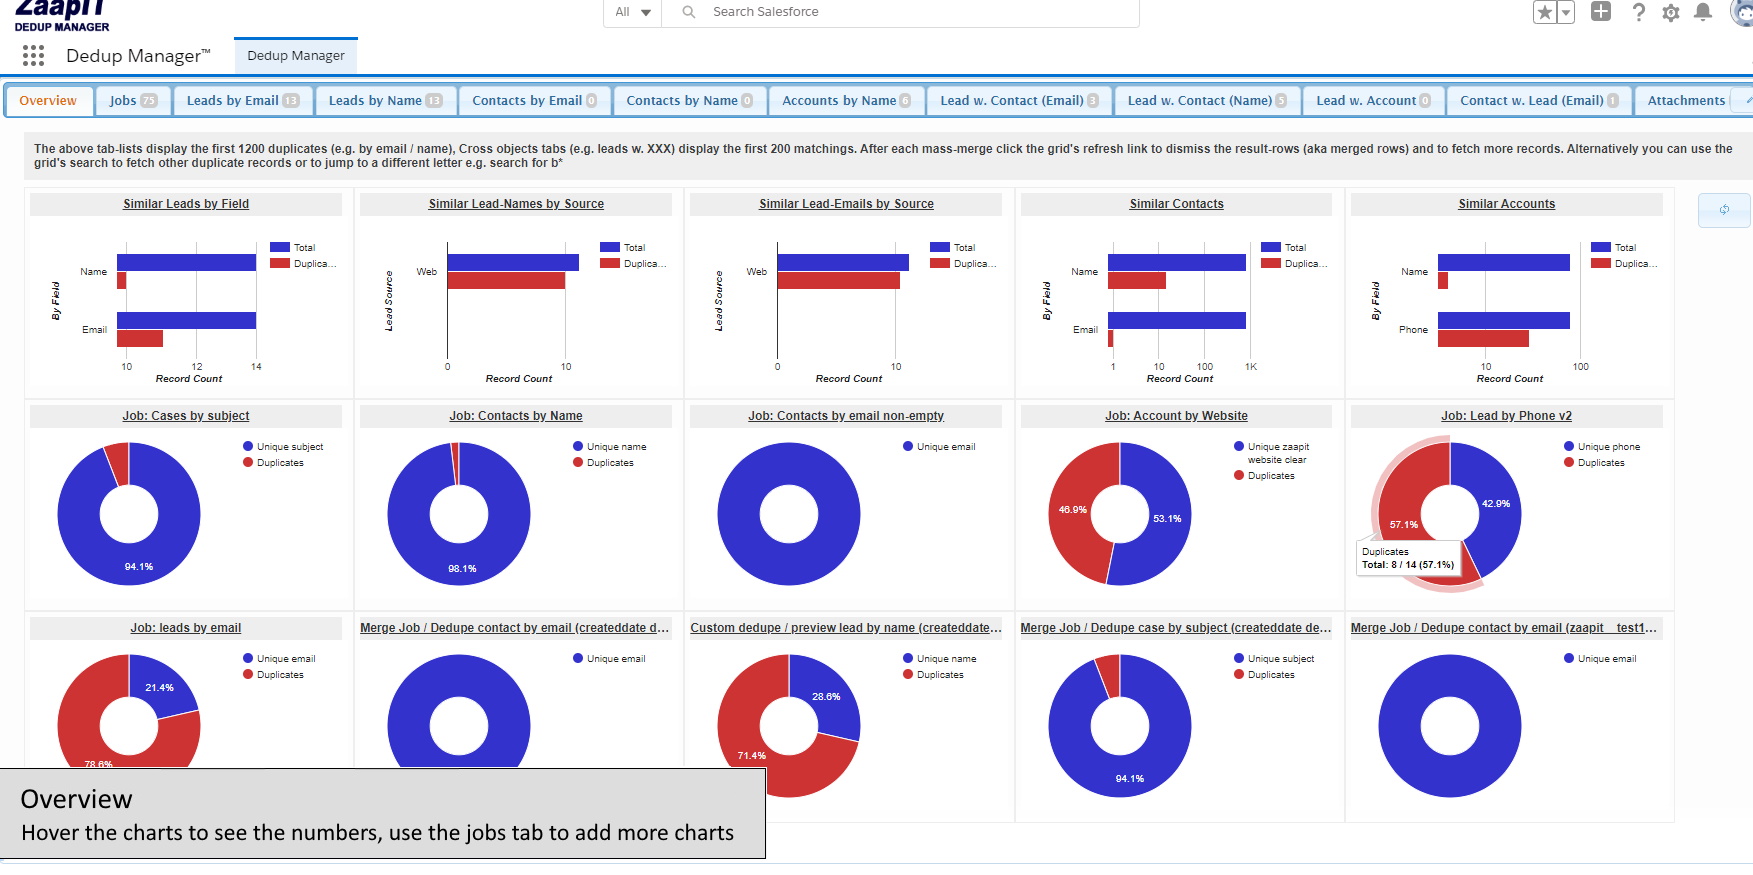 ZaapIT
DEDUP MANAGER
All
Search Salesforce
Dedup Manager™
Dedup Manager
Overview
Jobs 75
Leads by Email 13
Leads by Name 13
Contacts by Email 0
Contacts by Name 0
Accounts by Name 6
Lead w. Contact (Email) 3
Lead w. Contact (Name) 5
Lead w. Account 0
Contact w. Lead (Email) 1
Attachments
The above tab-lists display the first 1200 duplicates (e.g. by email / name), Cross objects tabs (e.g. leads w. XXX) display the first 200 matchings. After each mass-merge click the grid's refresh link to dismiss the result-rows (aka merged rows) and to fetch more records. Alternatively you can use the
grid's search to fetch other duplicate records or to jump to a different letter e.g. search for b*
Similar Leads by Field
Total
Duplica...
By Field
Name
Email
10 12 14
Record Count
Similar Lead-Names by Source
Total
Duplica...
Lead Source
Web
0 10
Record Count
Similar Lead-Emails by Source
Total
Duplica...
Lead Source
Web
0 10
Record Count
Similar Contacts
Total
Duplica...
By Field
Name
Email
1 10 100 1K
Record Count
Similar Accounts
Total
Duplica...
By Field
Name
Phone
10 100
Record Count
Job: Cases by subject
Unique subject
Duplicates
94.1%
Job: Contacts by Name
Unique name
Duplicates
98.1%
Job: Contacts by email non-empty
Unique email
Job: Account by Website
Unique zaapit
website clear
Duplicates
46.9%
53.1%
Job: Lead by Phone v2
Unique phone
Duplicates
42.9%
57.1%
Duplicates
Total: 8 / 14 (57.1%)
Job: leads by email
Unique email
Duplicates
21.4%
78.6%
Merge Job / Dedupe contact by email (createddate d...
Unique email
Custom dedupe / preview lead by name (createddate...
Unique name
Duplicates
28.6%
71.4%
Merge Job / Dedupe case by subject (createddate de...
Unique subject
Duplicates
94.1%
Merge Job / Dedupe contact by email (zaapit__test1...
Unique email
Overview
Hover the charts to see the numbers, use the jobs tab to add more charts